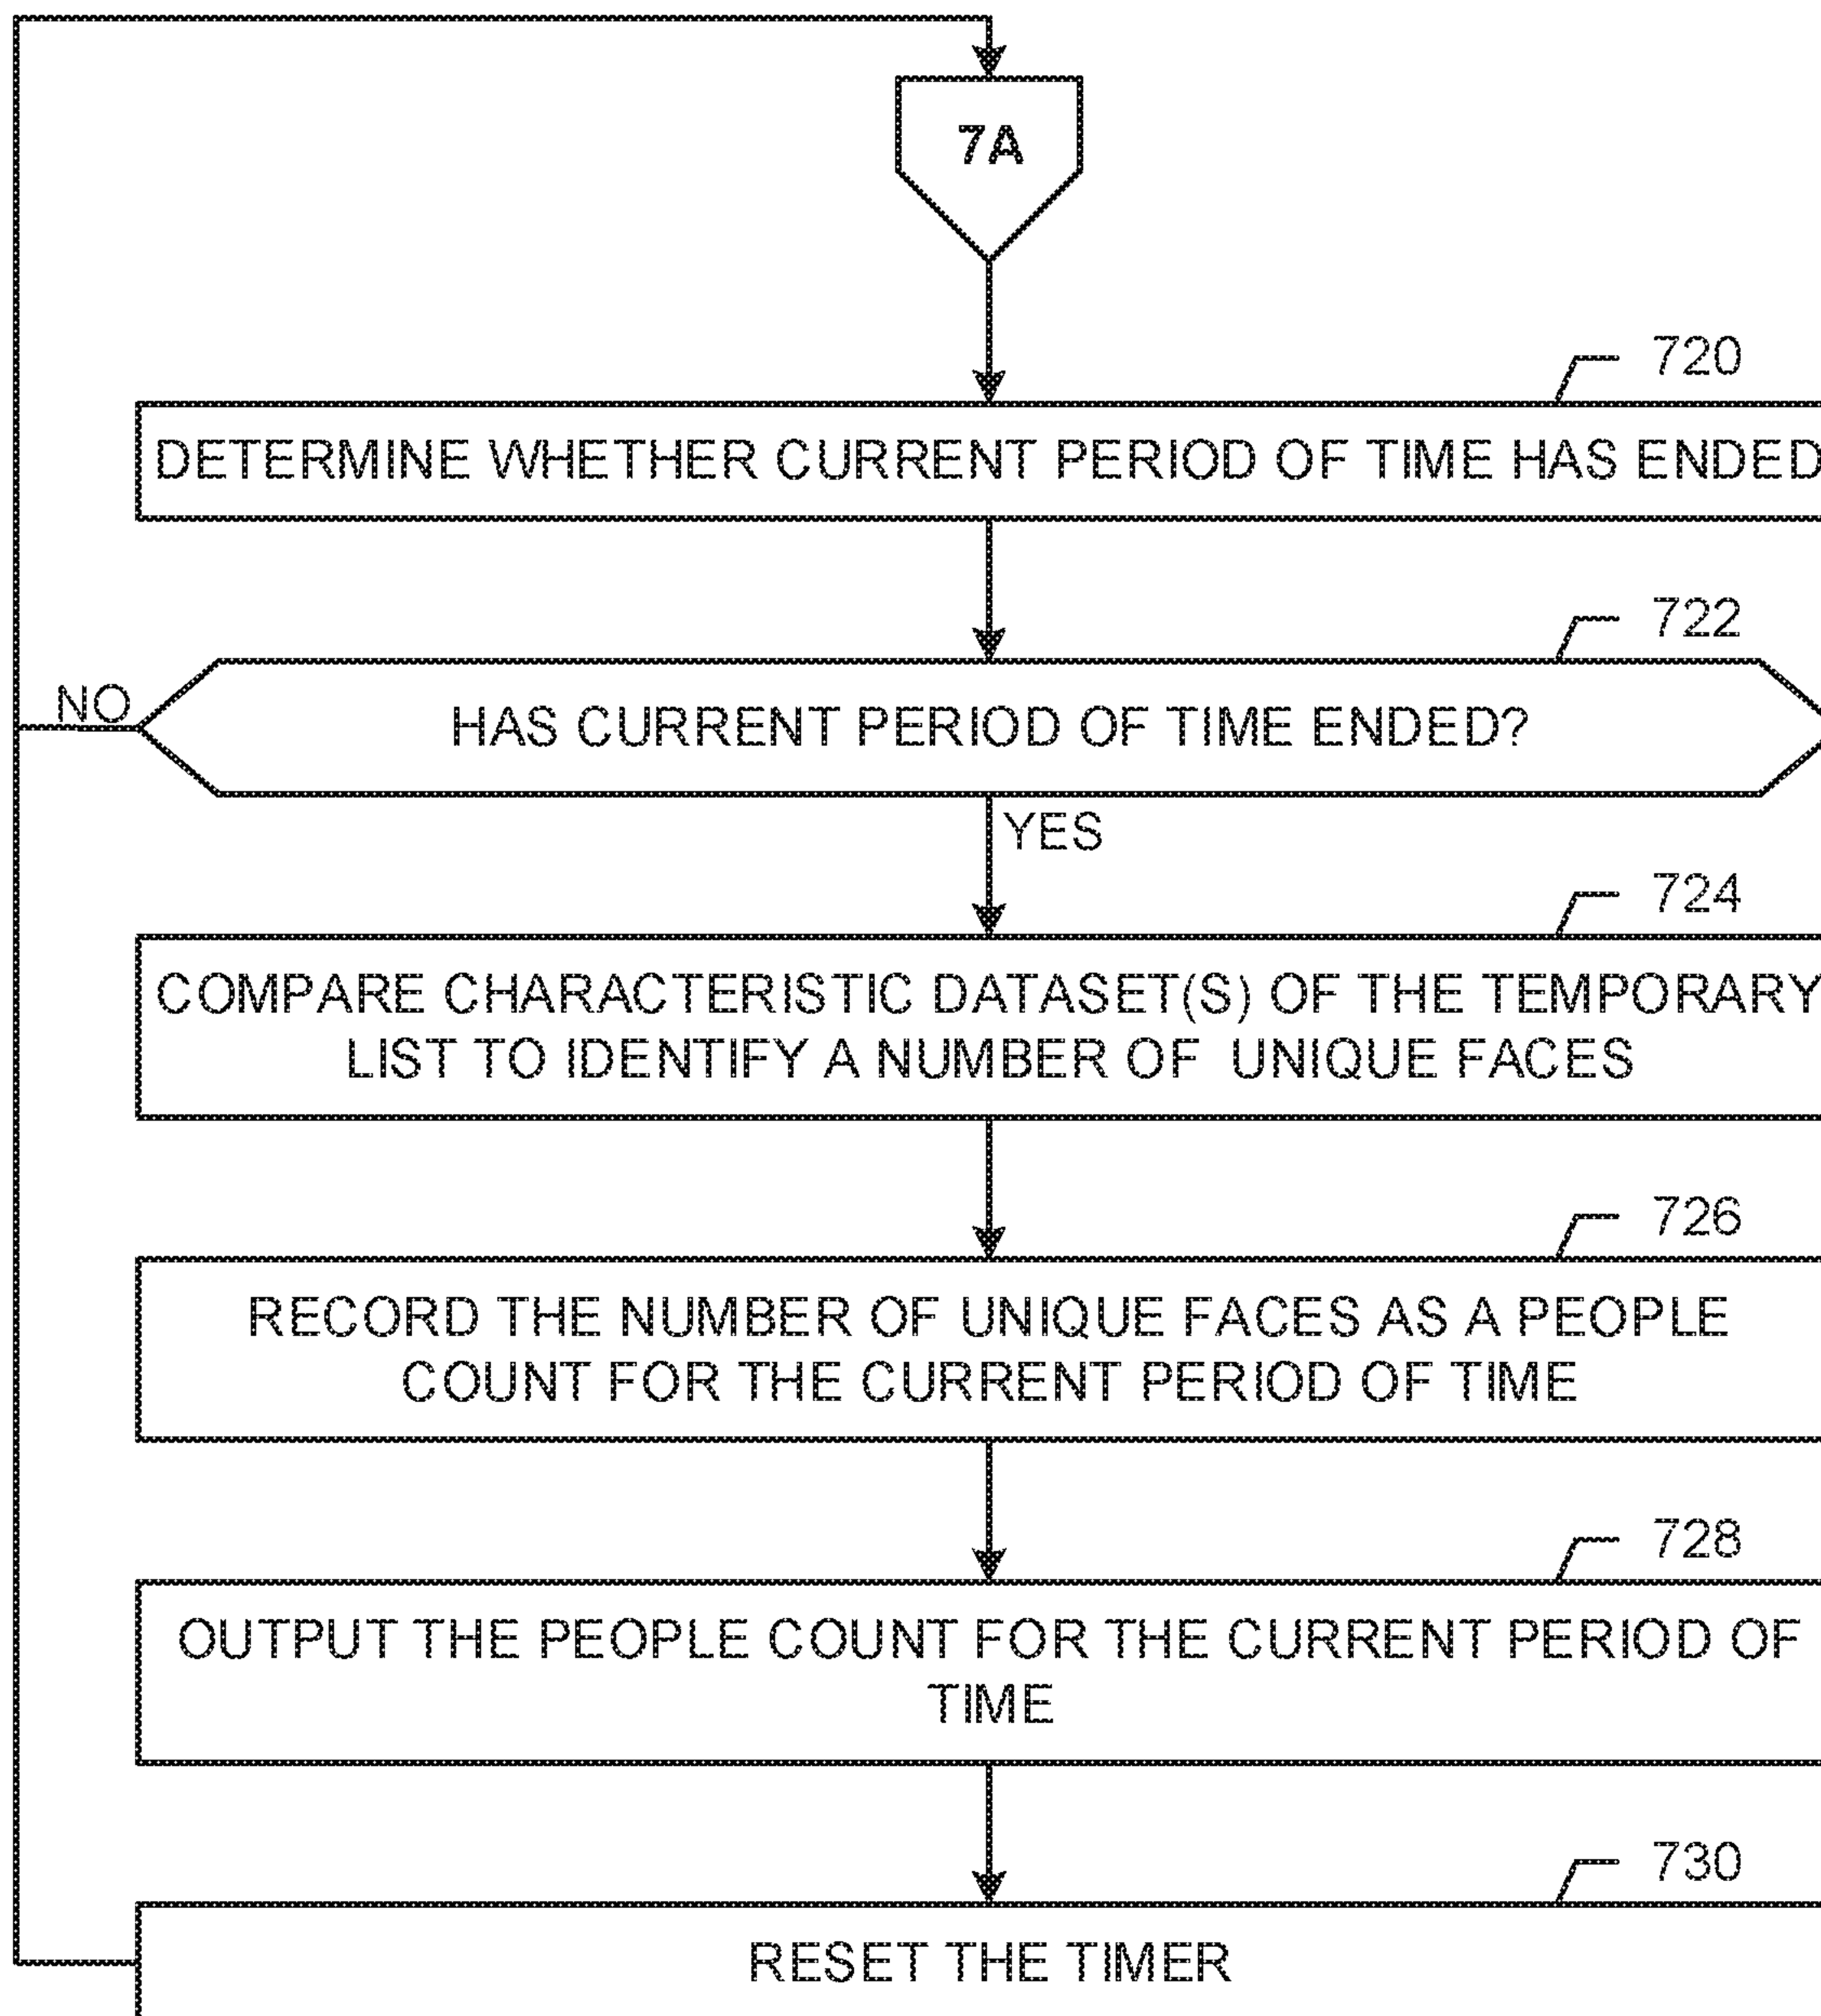 7A
720
DETERMINE WHETHER CURRENT PERIOD OF TIME HAS ENDED
722
NO
HAS CURRENT PERIOD OF TIME ENDED?
YES
724
COMPARE CHARACTERISTIC DATASET(S) OF THE TEMPORARY
LIST TO IDENTIFY A NUMBER OF UNIQUE FACES
726
RECORD THE NUMBER OF UNIQUE FACES AS A PEOPLE
COUNT FOR THE CURRENT PERIOD OF TIME
728
OUTPUT THE PEOPLE COUNT FOR THE CURRENT PERIOD OF
TIME
730
RESET THE TIMER